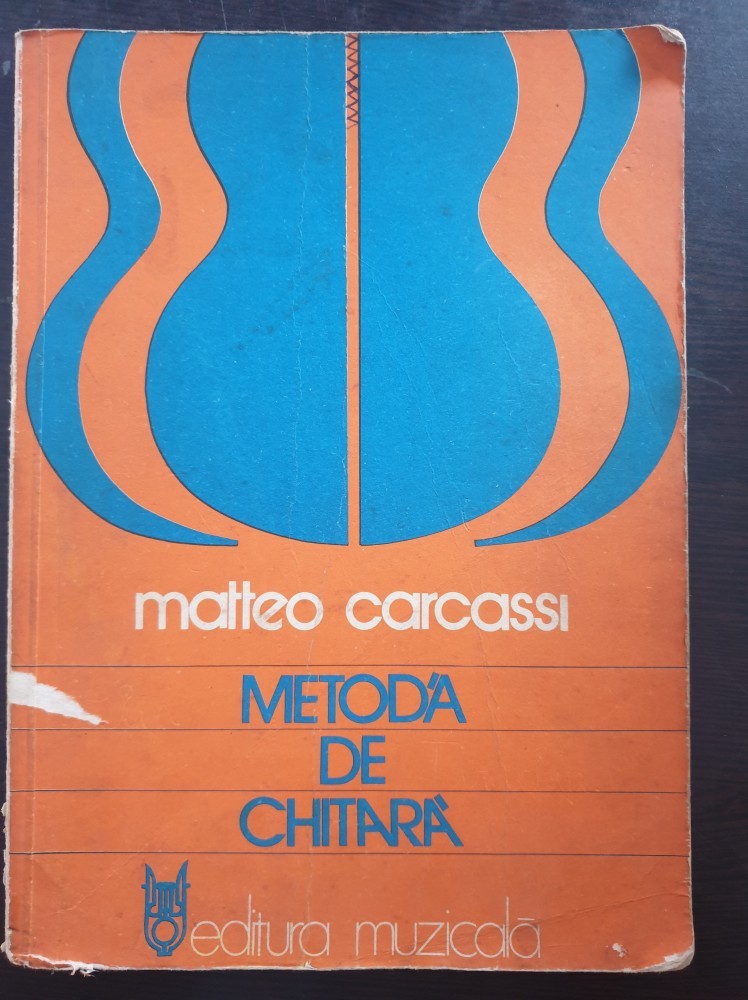 matteo carcassi
METODĂ
DE
CHITARĂ
editura muzicală